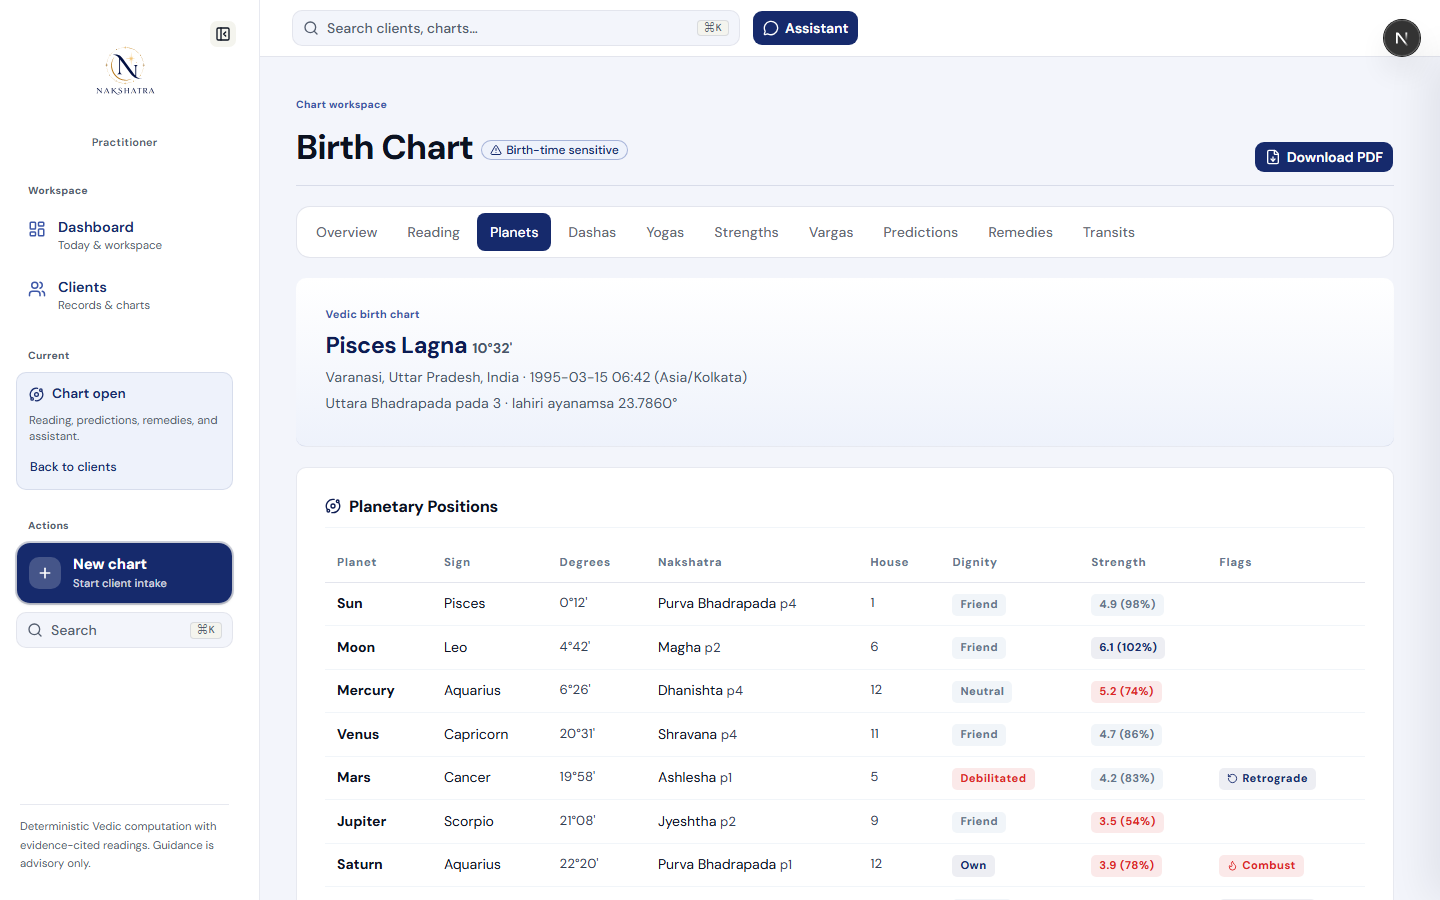 Search clients, charts...
⌘K
Assistant
N
N
NAKSHATRA
Practitioner
Workspace
Dashboard
Today & workspace
Clients
Records & charts
Current
Chart open
Reading, predictions, remedies, and
assistant.
Back to clients
Actions
New chart
Start client intake
Search
⌘K
Deterministic Vedic computation with
evidence-cited readings. Guidance is
advisory only.
Chart workspace
Birth Chart
Birth-time sensitive
Download PDF
Overview Reading Planets Dashas Yogas Strengths Vargas Predictions Remedies Transits
Vedic birth chart
Pisces Lagna 10°32'
Varanasi, Uttar Pradesh, India · 1995-03-15 06:42 (Asia/Kolkata)
Uttara Bhadrapada pada 3 · lahiri ayanamsa 23.7860°
Planetary Positions
Planet Sign Degrees Nakshatra House Dignity Strength Flags
Sun Pisces 0°12' Purva Bhadrapada p4 1 Friend 4.9 (98%)
Moon Leo 4°42' Magha p2 6 Friend 6.1 (102%)
Mercury Aquarius 6°26' Dhanishta p4 12 Neutral 5.2 (74%)
Venus Capricorn 20°31' Shravana p4 11 Friend 4.7 (86%)
Mars Cancer 19°58' Ashlesha p1 5 Debilitated 4.2 (83%) Retrograde
Jupiter Scorpio 21°08' Jyeshtha p2 9 Friend 3.5 (54%)
Saturn Aquarius 22°20' Purva Bhadrapada p1 12 Own 3.9 (78%) Combust